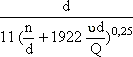 d
11 (n/d + 1922 υd/Q)^0,25